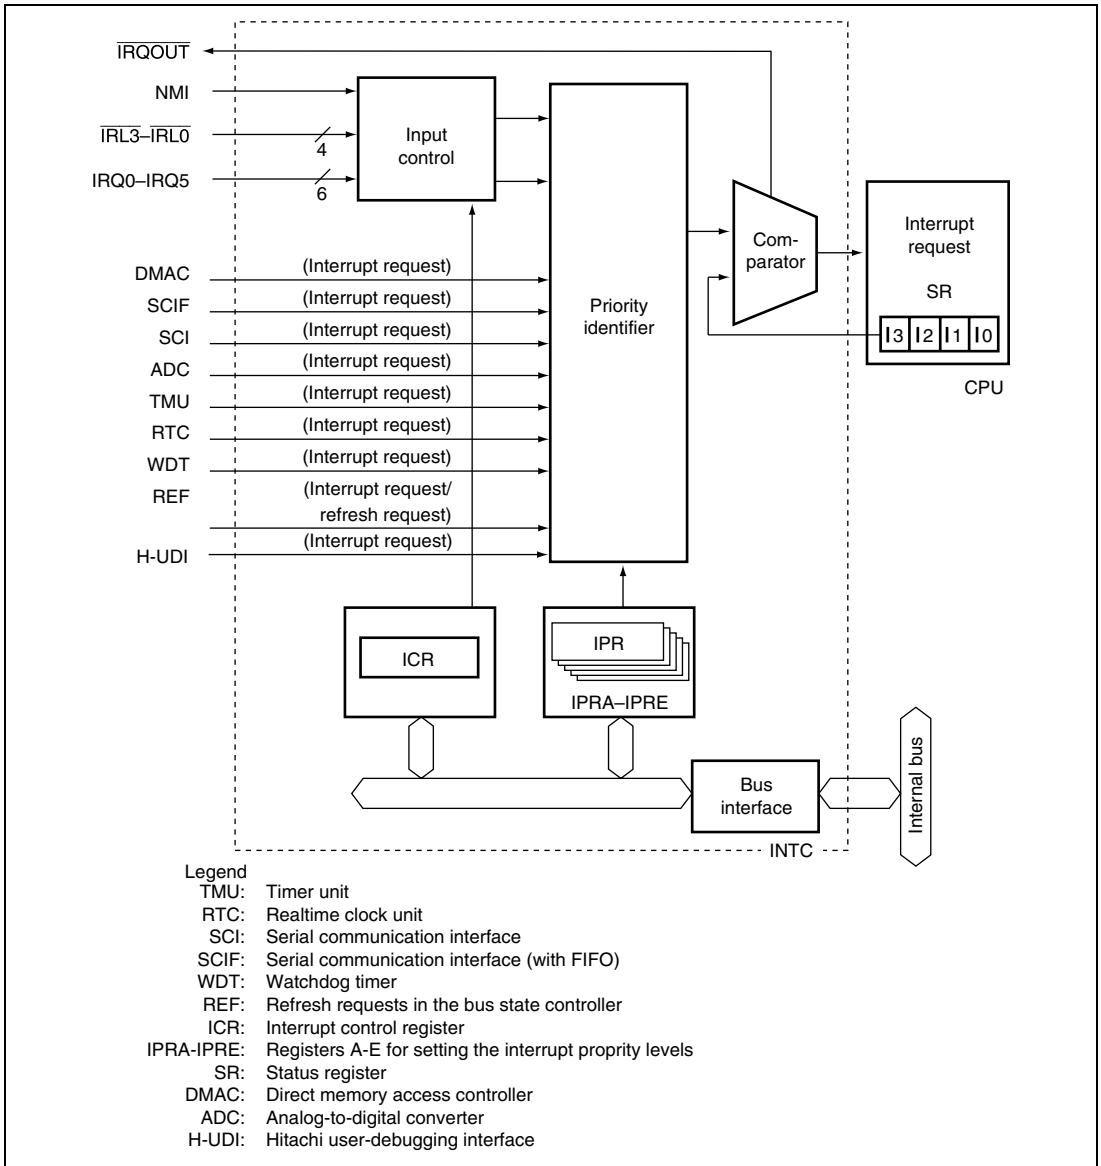 IRQOUT
NMI
IRL3–IRL0
4
IRQ0–IRQ5
6
Input
control
DMAC
(Interrupt request)
SCIF
(Interrupt request)
SCI
(Interrupt request)
ADC
(Interrupt request)
TMU
(Interrupt request)
RTC
(Interrupt request)
WDT
(Interrupt request)
REF
(Interrupt request/
refresh request)
H-UDI
(Interrupt request)
Priority
identifier
Com-
parator
Interrupt
request
SR
I3 I2 I1 I0
CPU
ICR
IPR
IPRA–IPRE
Bus
interface
Internal bus
INTC
Legend
TMU: Timer unit
RTC: Realtime clock unit
SCI: Serial communication interface
SCIF: Serial communication interface (with FIFO)
WDT: Watchdog timer
REF: Refresh requests in the bus state controller
ICR: Interrupt control register
IPRA-IPRE: Registers A-E for setting the interrupt proprity levels
SR: Status register
DMAC: Direct memory access controller
ADC: Analog-to-digital converter
H-UDI: Hitachi user-debugging interface